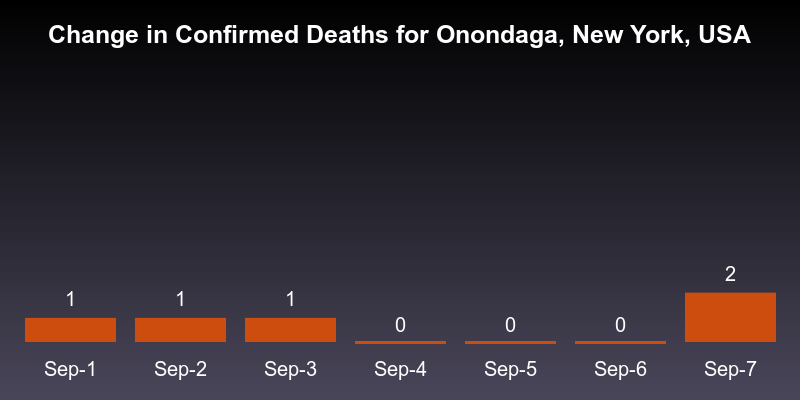 Change in Confirmed Deaths for Onondaga, New York, USA
2
1 1 1
0 0 0
Sep-1 Sep-2 Sep-3 Sep-4 Sep-5 Sep-6 Sep-7